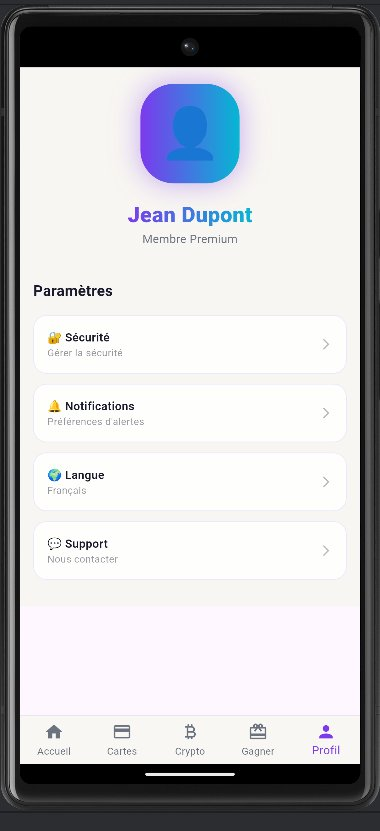 Jean Dupont
Membre Premium
Paramètres
🔐 Sécurité
Gérer la sécurité
🔔 Notifications
Préférences d'alertes
🌍 Langue
Français
💬 Support
Nous contacter
Accueil
Cartes
Crypto
Gagner
Profil